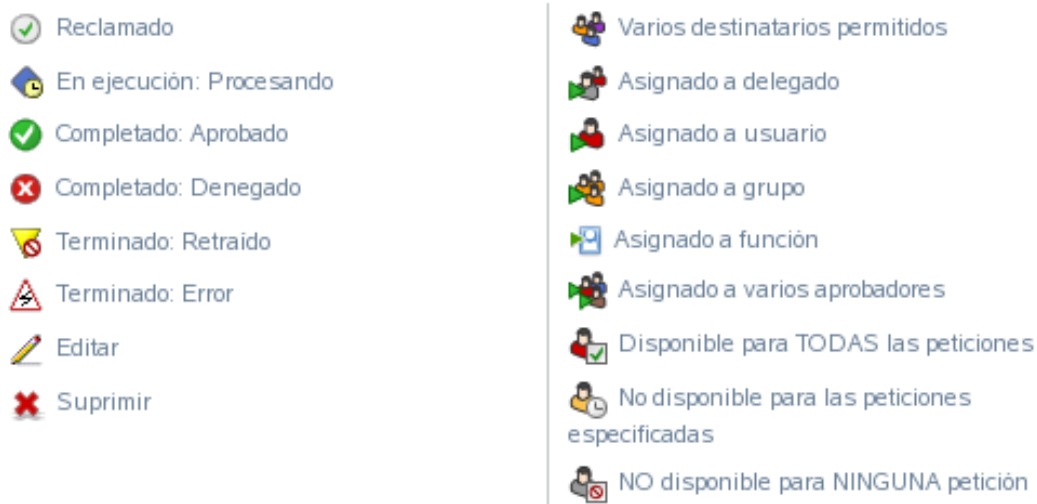 Reclamado
En ejecución: Procesando
Completado: Aprobado
Completado: Denegado
Terminado: Retraído
Terminado: Error
Editar
Suprimir
Varios destinatarios permitidos
Asignado a delegado
Asignado a usuario
Asignado a grupo
Asignado a función
Asignado a varios aprobadores
Disponible para TODAS las peticiones
No disponible para las peticiones
especificadas
NO disponible para NINGUNA petición